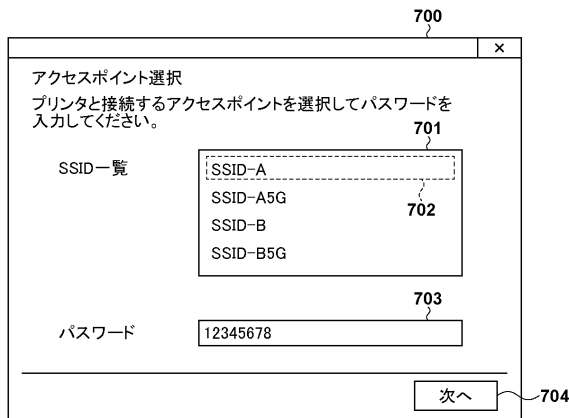 700
×
アクセスポイント選択
プリンタと接続するアクセスポイントを選択してパスワードを
入力してください。
701
SSID一覧
SSID-A
702
SSID-A5G
SSID-B
SSID-B5G
703
パスワード
12345678
次へ
704